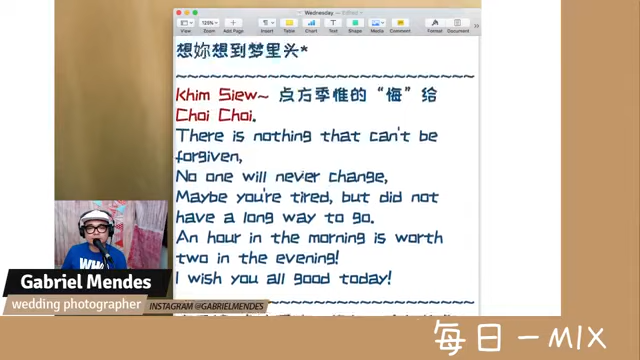 Wednesday — Edited
125%
View
Zoom
Add Page
Insert
Table
Chart
Text
Shape
Media
Comment
Format
Document
想妳想到梦里头*
~~~~~~~~~~~~~~~~~~~~~~~~~~
Khim Siew~ 点方季惟的“悔”给
Choi Choi.
There is nothing that can't be
forgiven,
No one will never change,
Maybe you're tired, but did not
have a long way to go.
An hour in the morning is worth
two in the evening!
I wish you all good today!
~~~~~~~~~~~~~~~~~~~~~~~~~~
WHA
Gabriel Mendes
wedding photographer
INSTAGRAM @GABRIELMENDES
每日一MIX